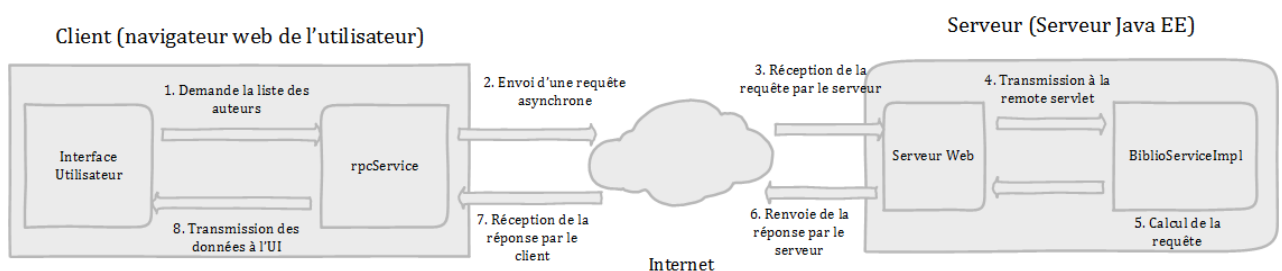 Client (navigateur web de l'utilisateur)
Serveur (Serveur Java EE)
1. Demande la liste des
auteurs
2. Envoi d'une requête
asynchrone
3. Réception de la
requête par le serveur
4. Transmission à la
remote servlet
Interface
Utilisateur
rpcService
Serveur Web
BiblioServiceImpl
8. Transmission des
données à l'UI
7. Réception de la
réponse par le
client
6. Renvoie de la
réponse par le
serveur
5. Calcul de la
requête
Internet